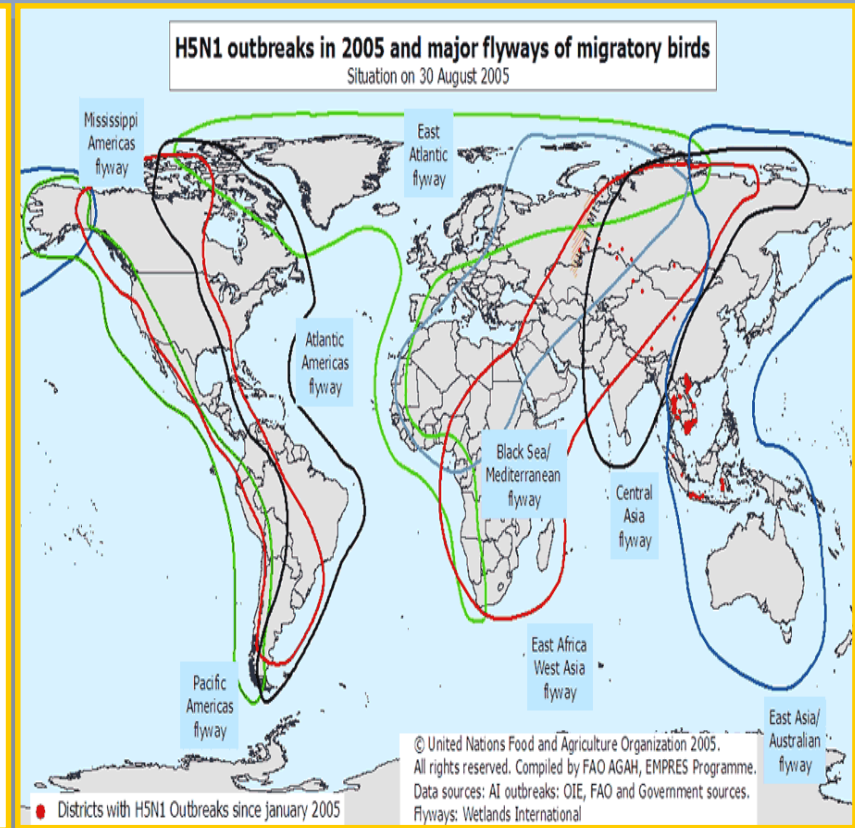 H5N1 outbreaks in 2005 and major flyways of migratory birds
Situation on 30 August 2005
Mississippi
Americas
flyway
East
Atlantic
flyway
Atlantic
Americas
flyway
Black Sea/
Mediterranean
flyway
Central
Asia
flyway
East Africa
West Asia
flyway
Pacific
Americas
flyway
East Asia/
Australian
flyway
© United Nations Food and Agriculture Organization 2005.
All rights reserved. Compiled by FAO AGAH, EMPRES Programme.
Data sources: AI outbreaks: OIE, FAO and Government sources.
Flyways: Wetlands International
Districts with H5N1 Outbreaks since january 2005